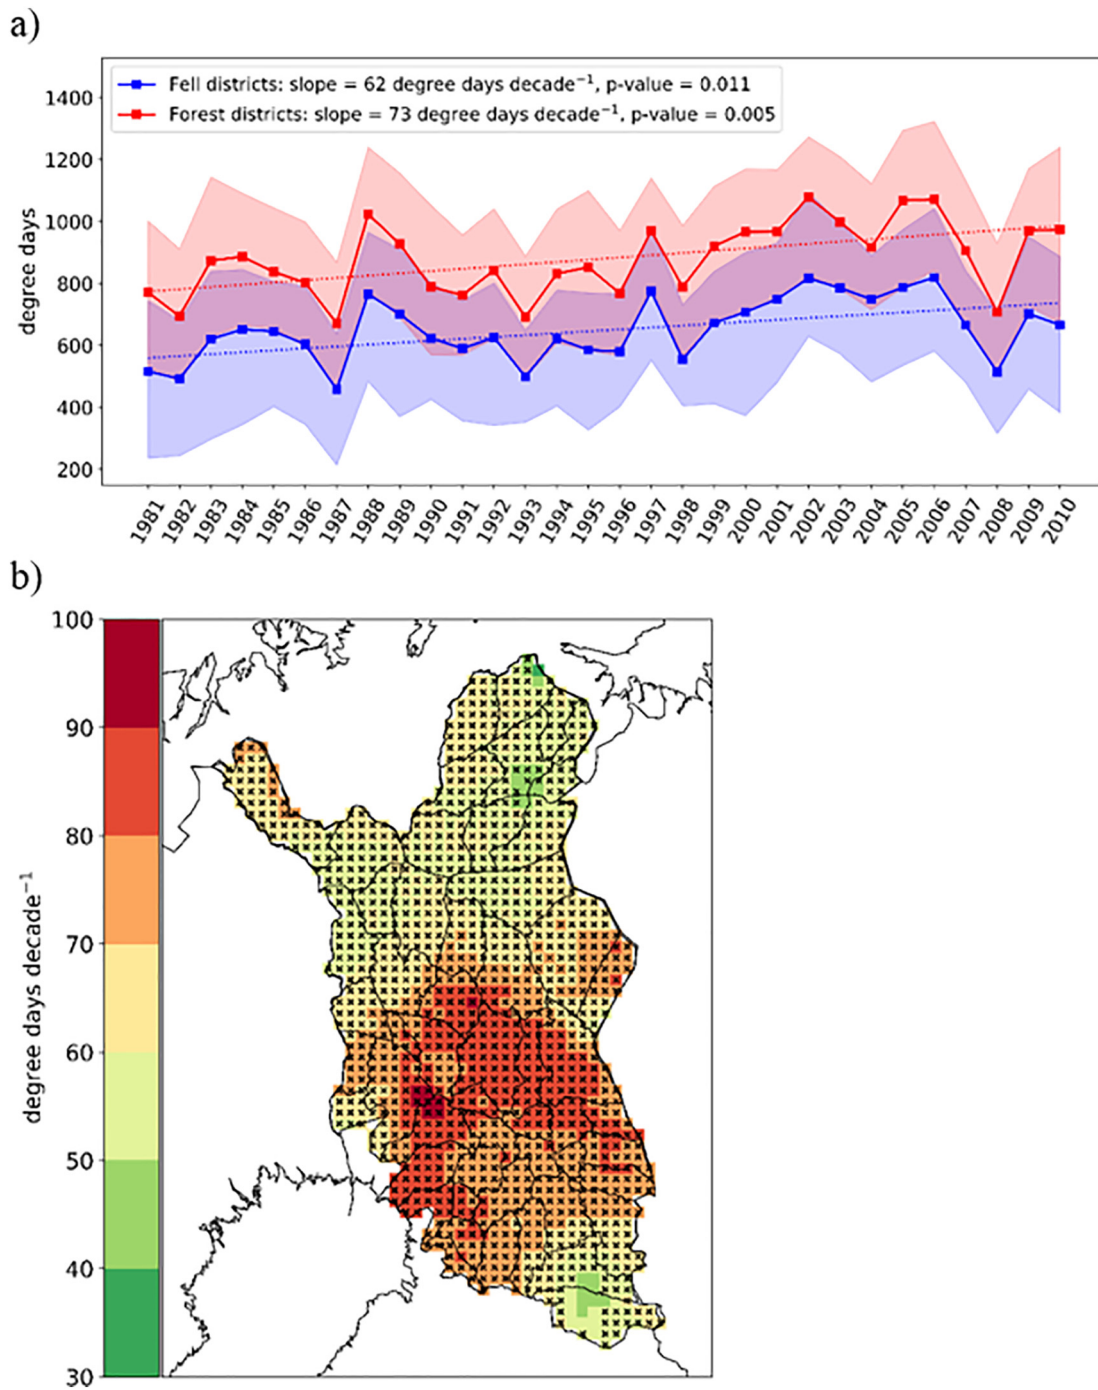 a)
Fell districts: slope = 62 degree days decade⁻¹, p-value = 0.011
Forest districts: slope = 73 degree days decade⁻¹, p-value = 0.005
degree days
1400
1200
1000
800
600
400
200
1981 1982 1983 1984 1985 1986 1987 1988 1989 1990 1991 1992 1993 1994 1995 1996 1997 1998 1999 2000 2001 2002 2003 2004 2005 2006 2007 2008 2009 2010
b)
degree days decade⁻¹
100
90
80
70
60
50
40
30